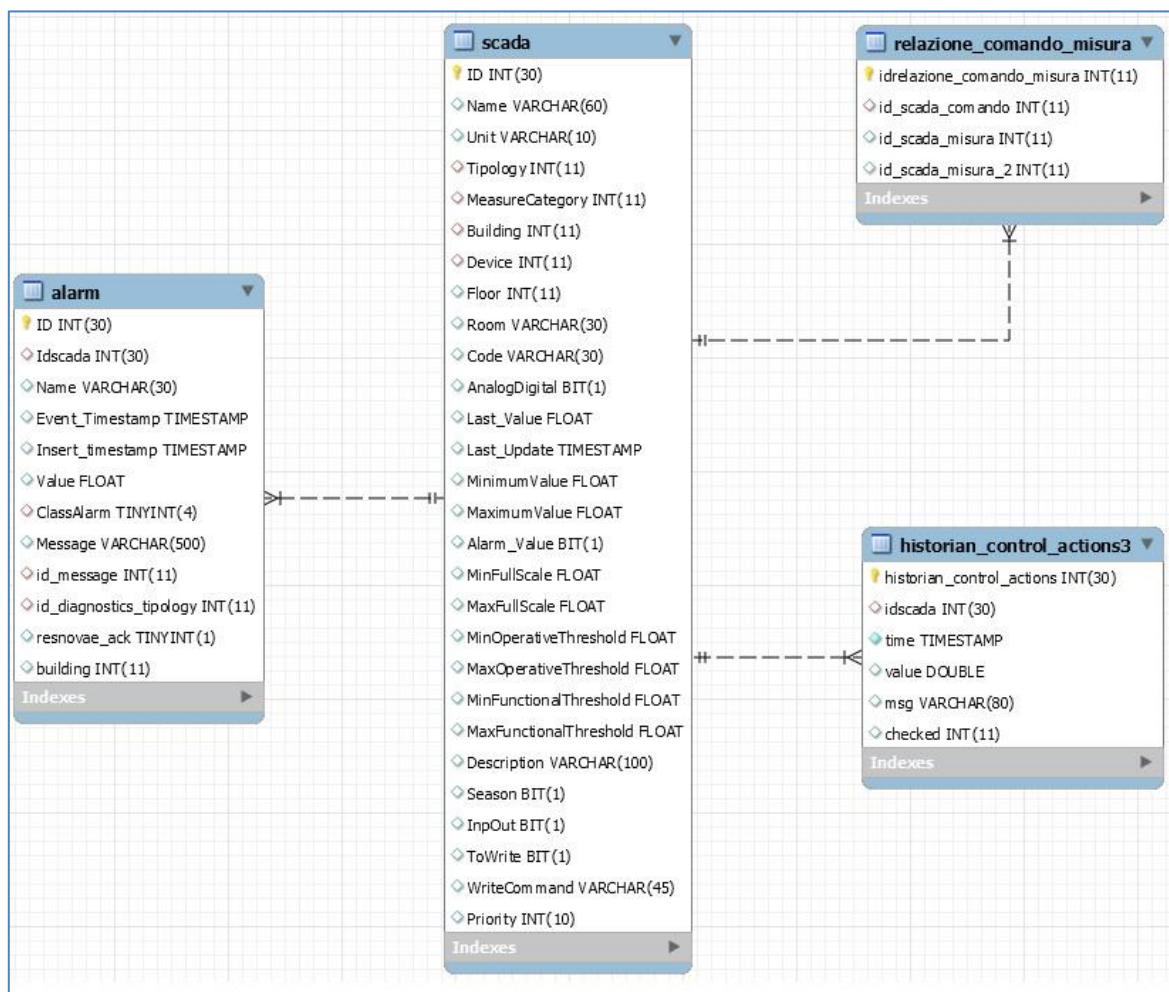 scada
ID INT(30)
Name VARCHAR(60)
Unit VARCHAR(10)
Tipology INT(11)
MeasureCategory INT(11)
Building INT(11)
Device INT(11)
Floor INT(11)
Room VARCHAR(30)
Code VARCHAR(30)
AnalogDigital BIT(1)
Last_Value FLOAT
Last_Update TIMESTAMP
MinimumValue FLOAT
MaximumValue FLOAT
Alarm_Value BIT(1)
MinFullScale FLOAT
MaxFullScale FLOAT
MinOperativeThreshold FLOAT
MaxOperativeThreshold FLOAT
MinFunctionalThreshold FLOAT
MaxFunctionalThreshold FLOAT
Description VARCHAR(100)
Season BIT(1)
InpOut BIT(1)
ToWrite BIT(1)
WriteCommand VARCHAR(45)
Priority INT(10)
Indexes
relazione_comando_misura
idrelazione_comando_misura INT(11)
id_scada_comando INT(11)
id_scada_misura INT(11)
id_scada_misura_2 INT(11)
Indexes
alarm
ID INT(30)
Idscada INT(30)
Name VARCHAR(30)
Event_Timestamp TIMESTAMP
Insert_timestamp TIMESTAMP
Value FLOAT
ClassAlarm TINYINT(4)
Message VARCHAR(500)
id_message INT(11)
id_diagnostics_tipology INT(11)
resnovae_ack TINYINT(1)
building INT(11)
Indexes
historian_control_actions3
historian_control_actions INT(30)
idscada INT(30)
time TIMESTAMP
value DOUBLE
msg VARCHAR(80)
checked INT(11)
Indexes